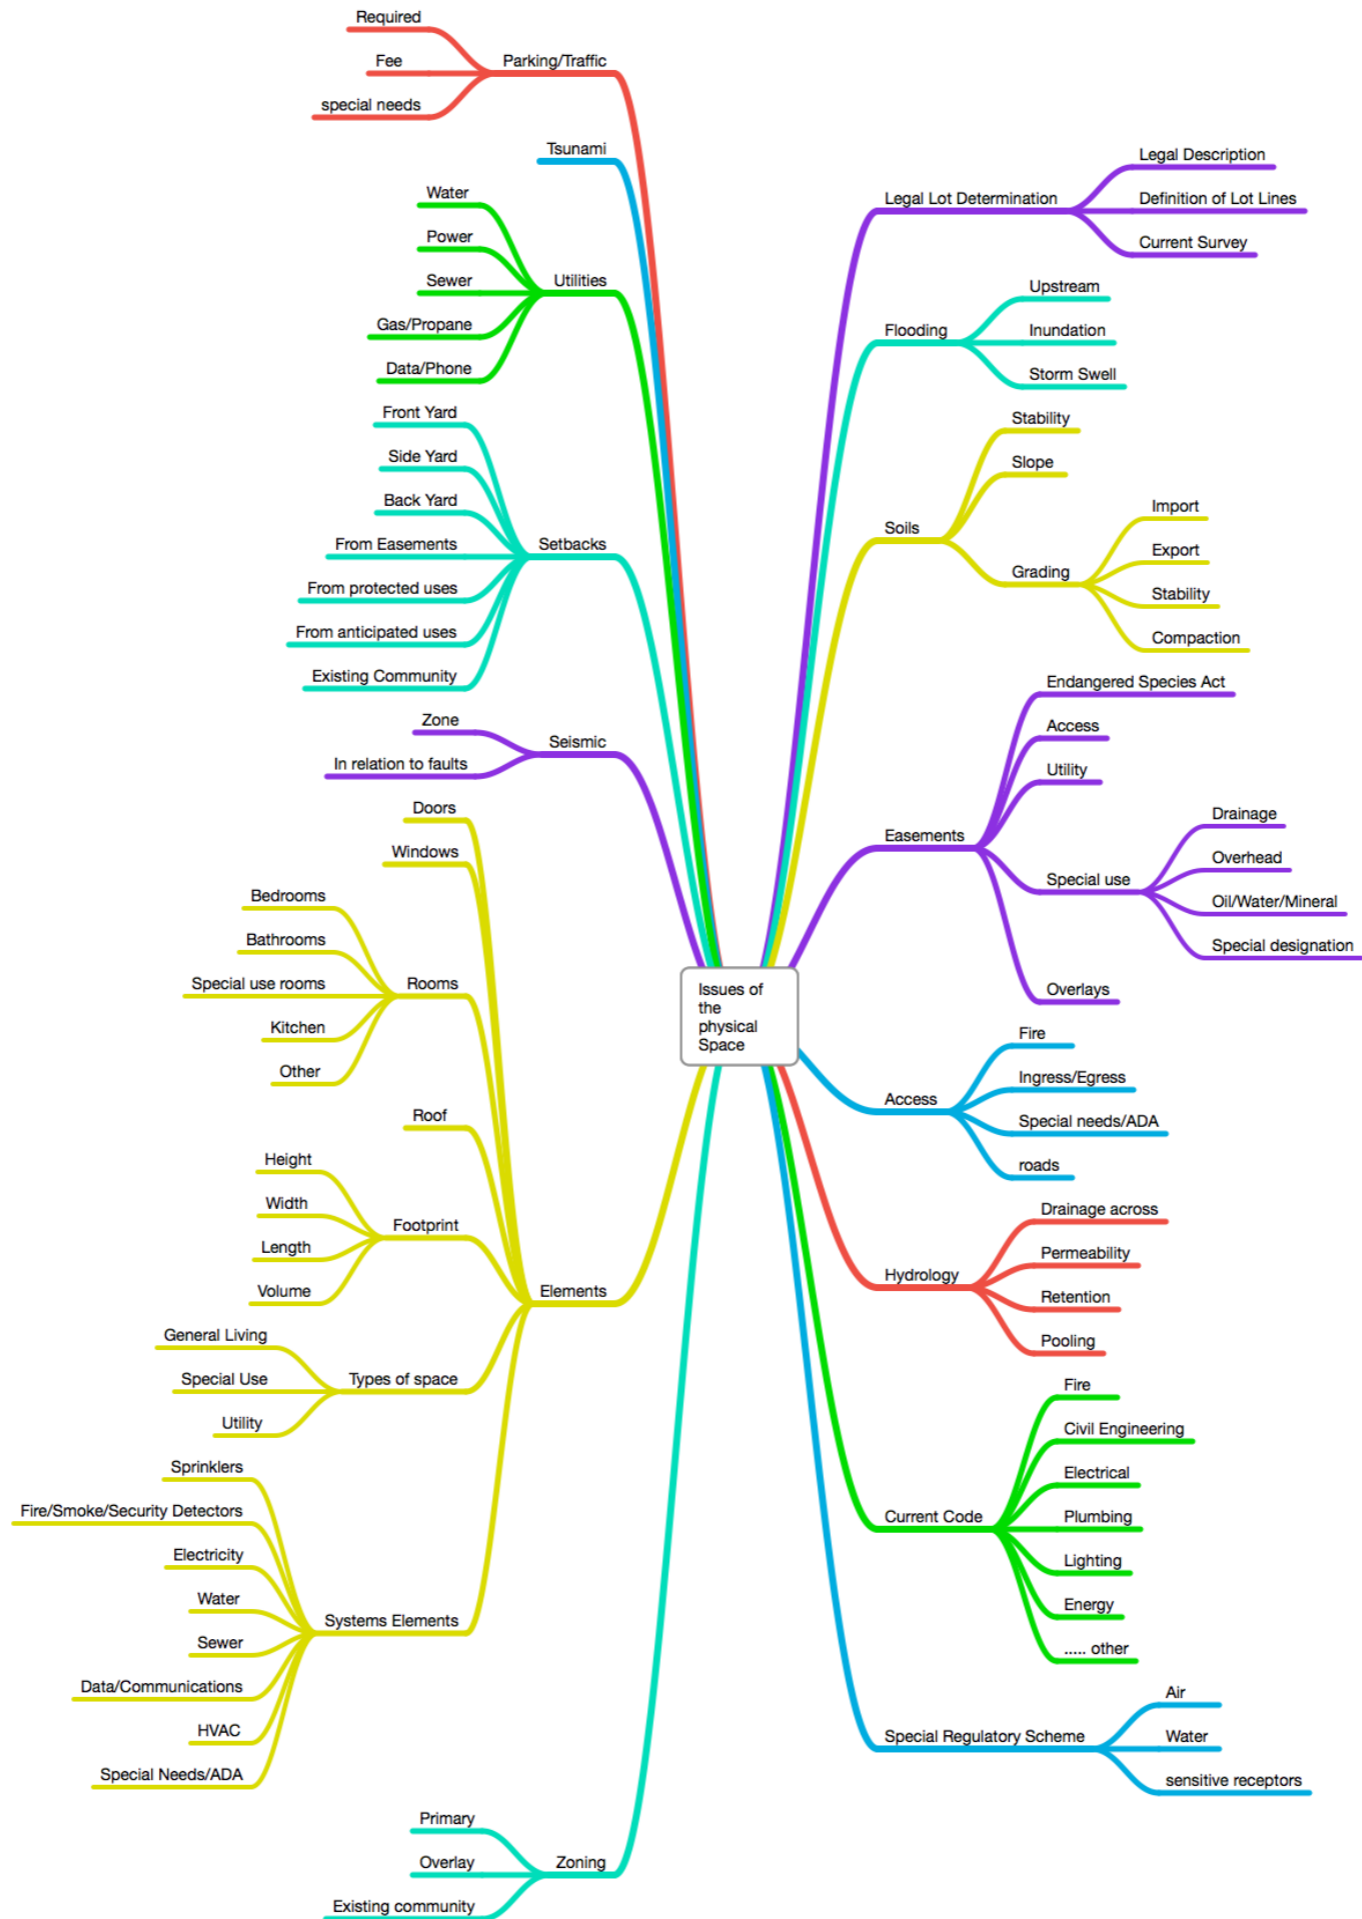 Issues of
the
physical
Space
Parking/Traffic
Required
Fee
special needs
Tsunami
Utilities
Water
Power
Sewer
Gas/Propane
Data/Phone
Setbacks
Front Yard
Side Yard
Back Yard
From Easements
From protected uses
From anticipated uses
Existing Community
Seismic
Zone
In relation to faults
Elements
Doors
Windows
Rooms
Bedrooms
Bathrooms
Special use rooms
Kitchen
Other
Roof
Footprint
Height
Width
Length
Volume
Types of space
General Living
Special Use
Utility
Systems Elements
Sprinklers
Fire/Smoke/Security Detectors
Electricity
Water
Sewer
Data/Communications
HVAC
Special Needs/ADA
Zoning
Primary
Overlay
Existing community
Legal Lot Determination
Legal Description
Definition of Lot Lines
Current Survey
Flooding
Upstream
Inundation
Storm Swell
Soils
Stability
Slope
Grading
Import
Export
Stability
Compaction
Easements
Endangered Species Act
Access
Utility
Special use
Drainage
Overhead
Oil/Water/Mineral
Special designation
Overlays
Access
Fire
Ingress/Egress
Special needs/ADA
roads
Hydrology
Drainage across
Permeability
Retention
Pooling
Current Code
Fire
Civil Engineering
Electrical
Plumbing
Lighting
Energy
..... other
Special Regulatory Scheme
Air
Water
sensitive receptors